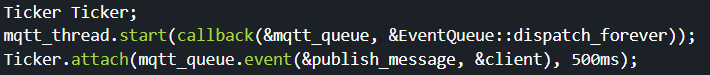 Ticker Ticker;
mqtt_thread.start(callback(&mqtt_queue, &EventQueue::dispatch_forever));
Ticker.attach(mqtt_queue.event(&publish_message, &client), 500ms);